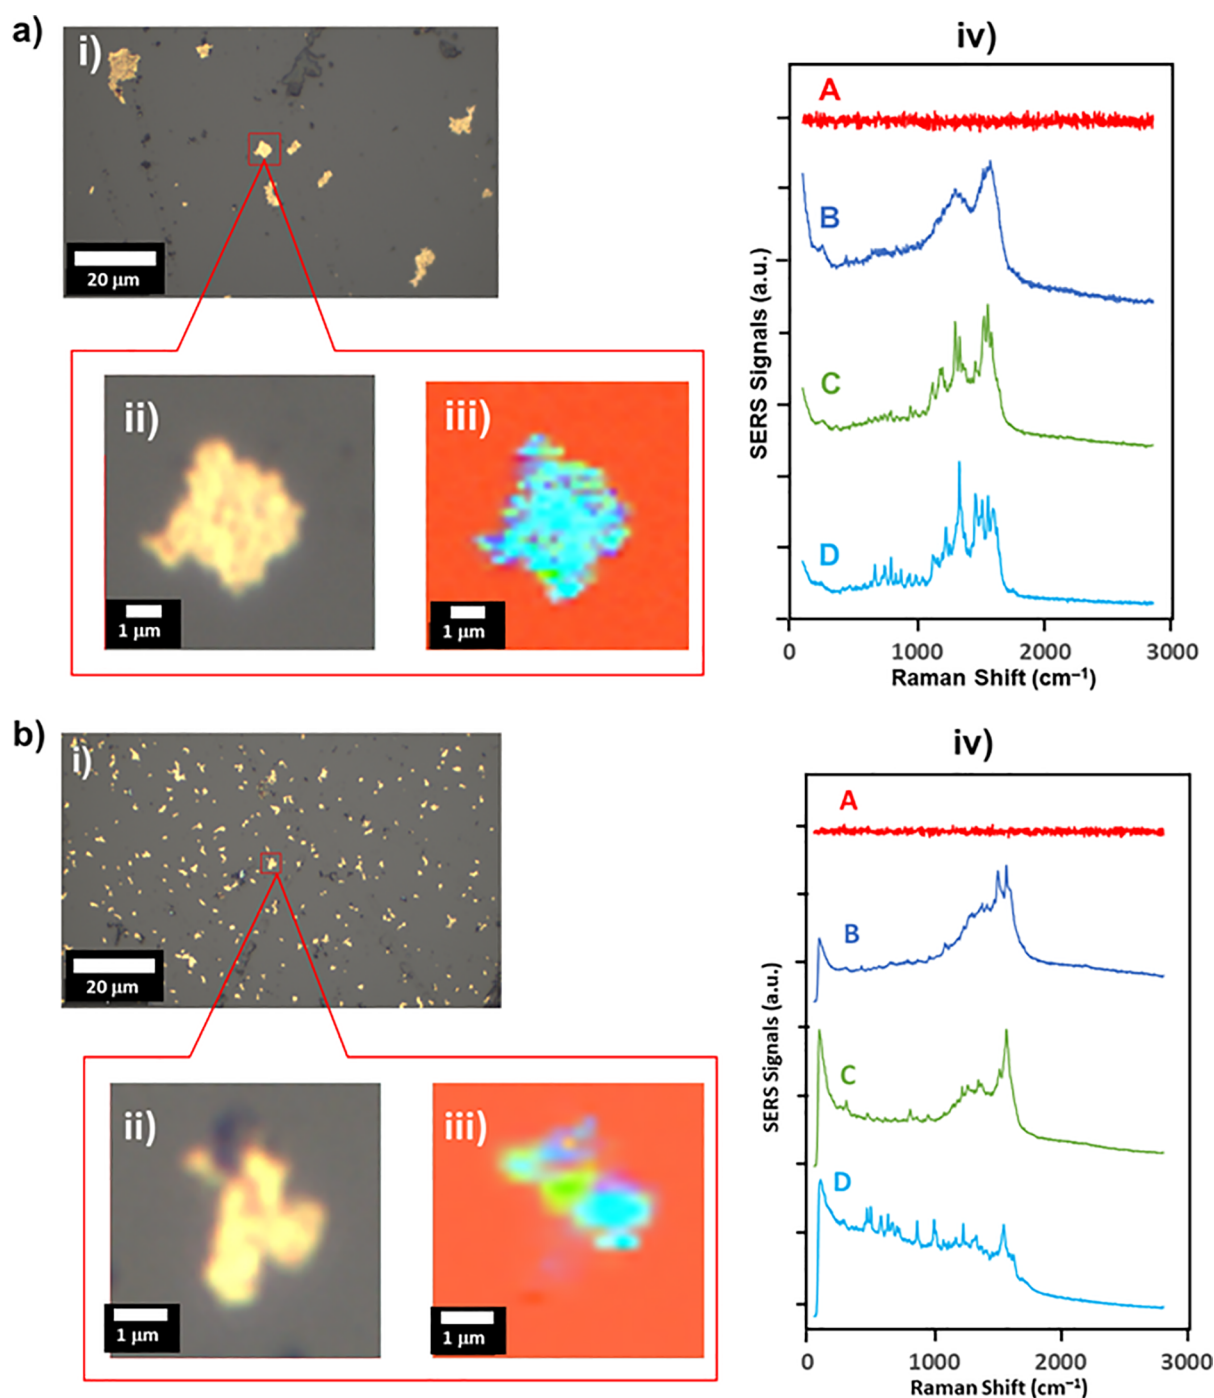 a)
i)
20 µm
ii)
1 µm
iii)
1 µm
iv)
A
B
C
D
SERS Signals (a.u.)
0 1000 2000 3000
Raman Shift (cm⁻¹)
b)
i)
20 µm
ii)
1 µm
iii)
1 µm
iv)
A
B
C
D
SERS Signals (a.u.)
0 1000 2000 3000
Raman Shift (cm⁻¹)